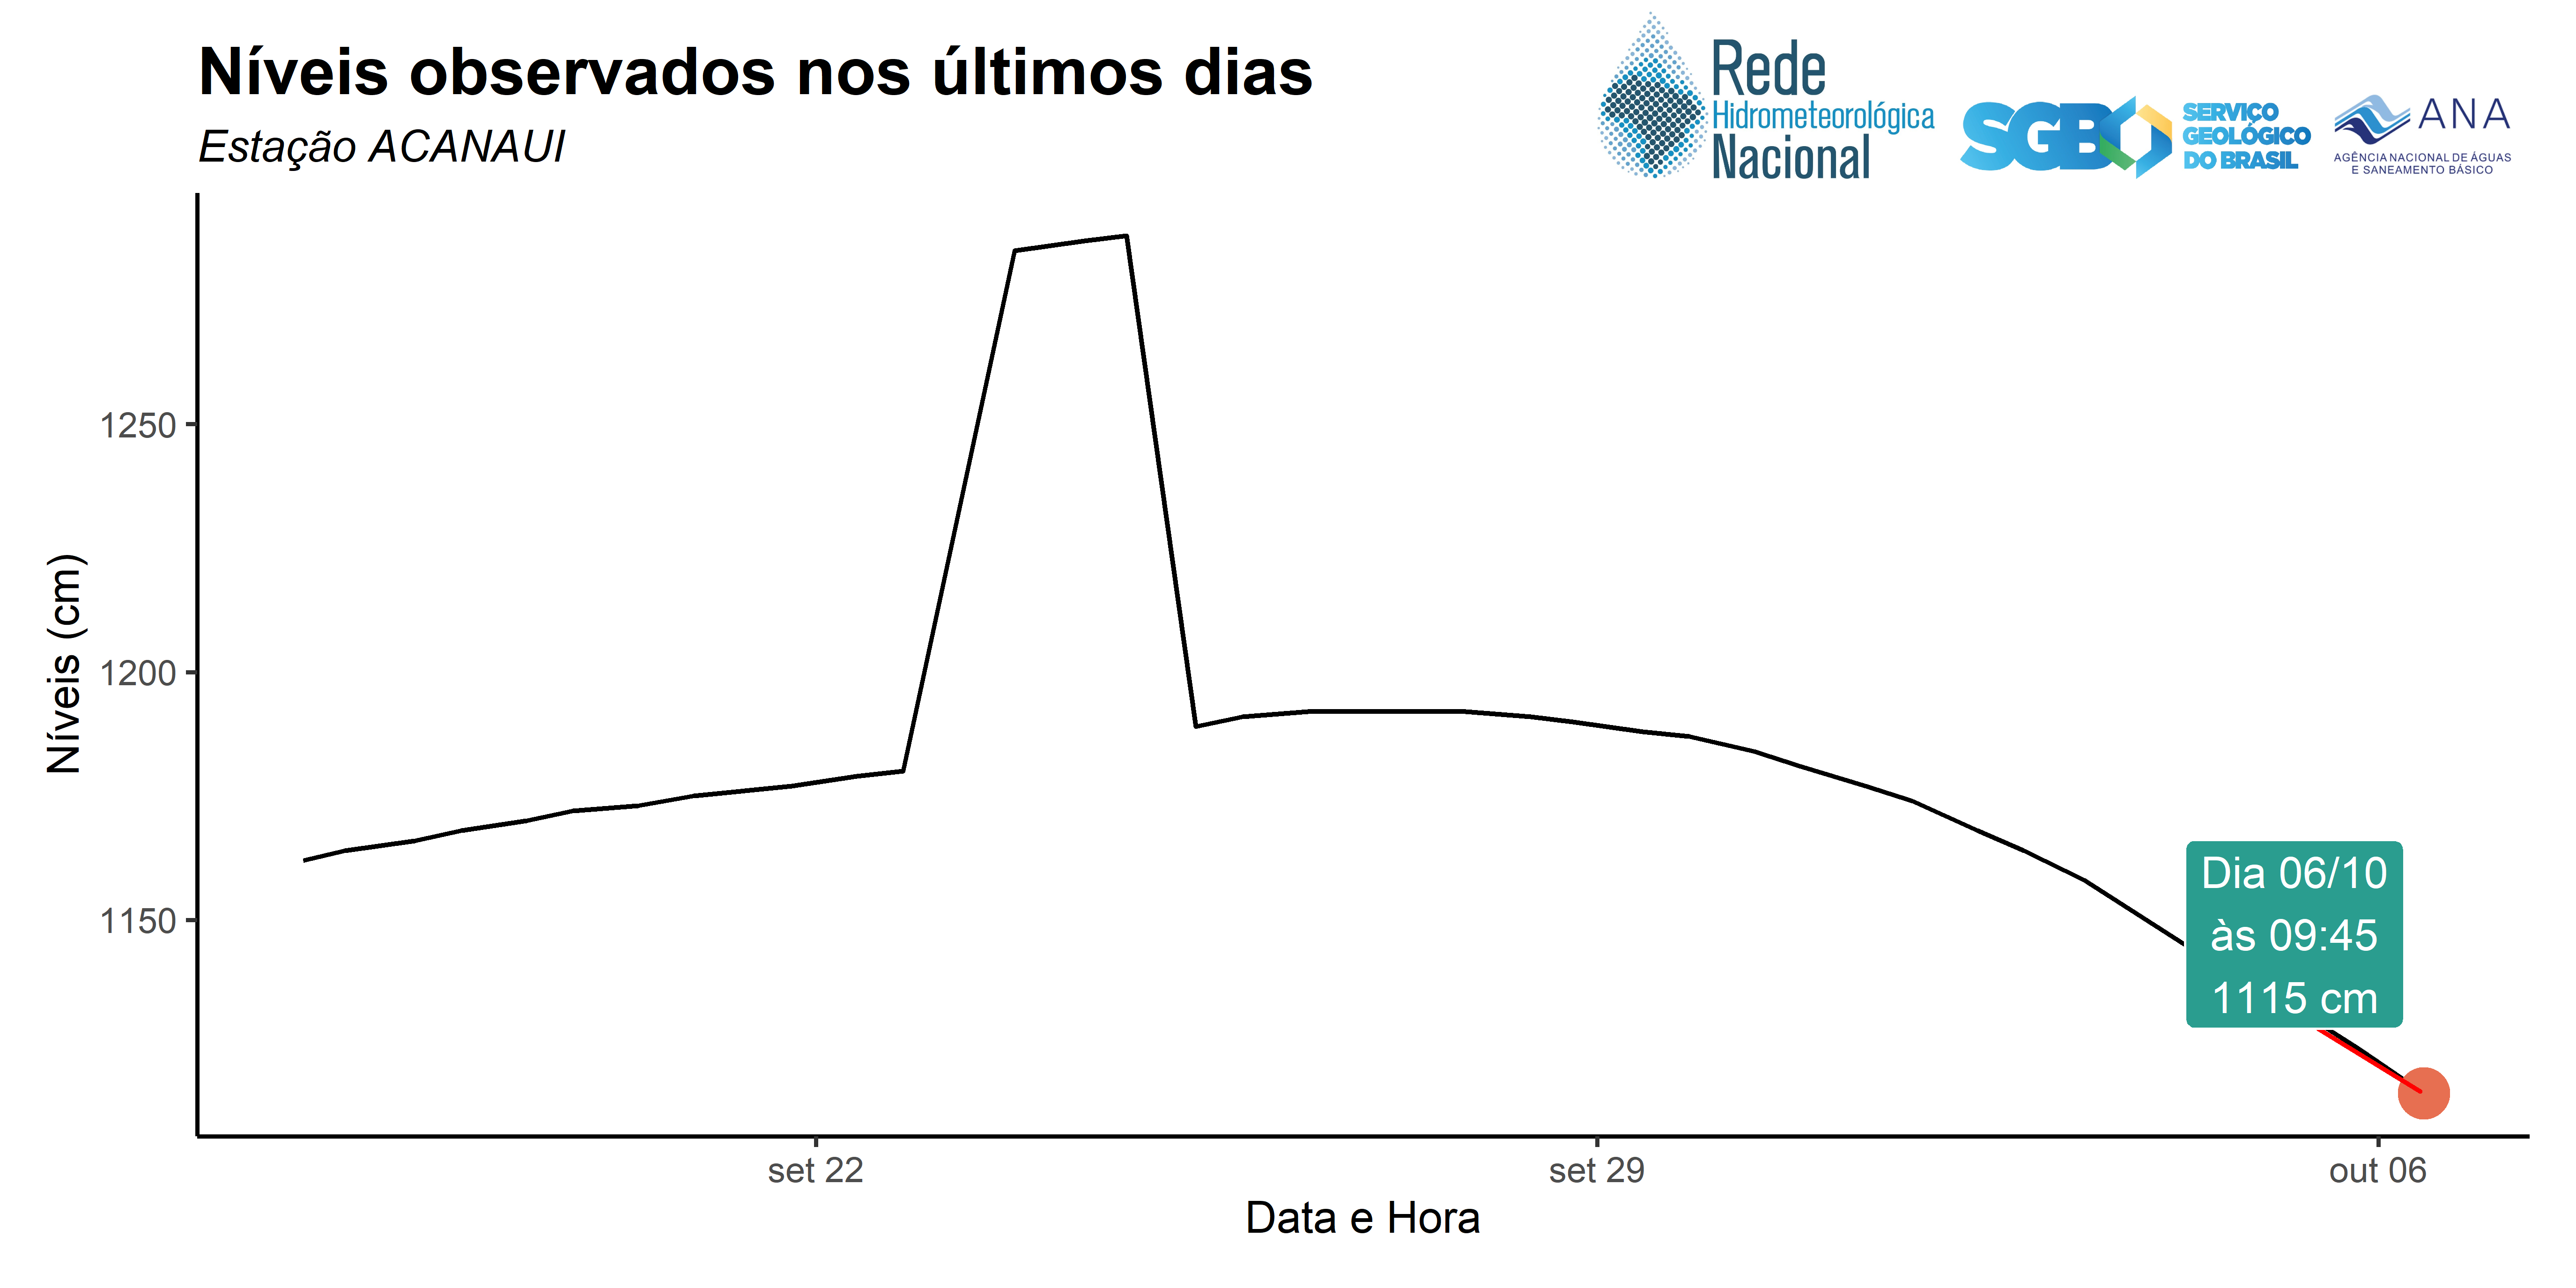 Níveis observados nos últimos dias
Estação ACANAUI
Rede
Hidrometeorológica
Nacional
SGB
SERVIÇO
GEOLÓGICO
DO BRASIL
ANA
AGÊNCIA NACIONAL DE ÁGUAS
E SANEAMENTO BÁSICO
Níveis (cm)
1250
1200
1150
Dia 06/10
às 09:45
1115 cm
set 22
set 29
out 06
Data e Hora